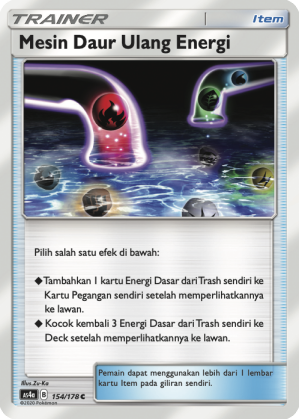 TRAINER
Item
Mesin Daur Ulang Energi
Pilih salah satu efek di bawah:
◆Tambahkan 1 kartu Energi Dasar dari Trash sendiri ke
Kartu Pegangan sendiri setelah memperlihatkannya
ke lawan.
◆Kocok kembali 3 Energi Dasar dari Trash sendiri ke
Deck setelah memperlihatkannya ke lawan.
Illus.Zu-Ka
AS4a B 154/178 C
©2020 Pokémon
Pemain dapat menggunakan lebih dari 1 lembar
kartu Item pada giliran sendiri.